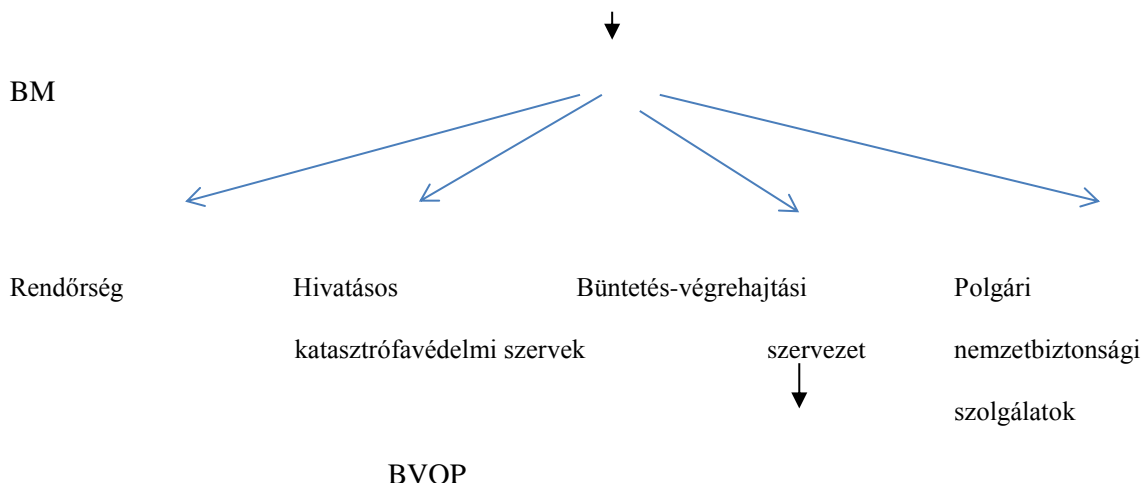 BM
Rendőrség Hivatásos Büntetés-végrehajtási Polgári
katasztrófavédelmi szervek szervezet nemzetbiztonsági
szolgálatok
BVOP